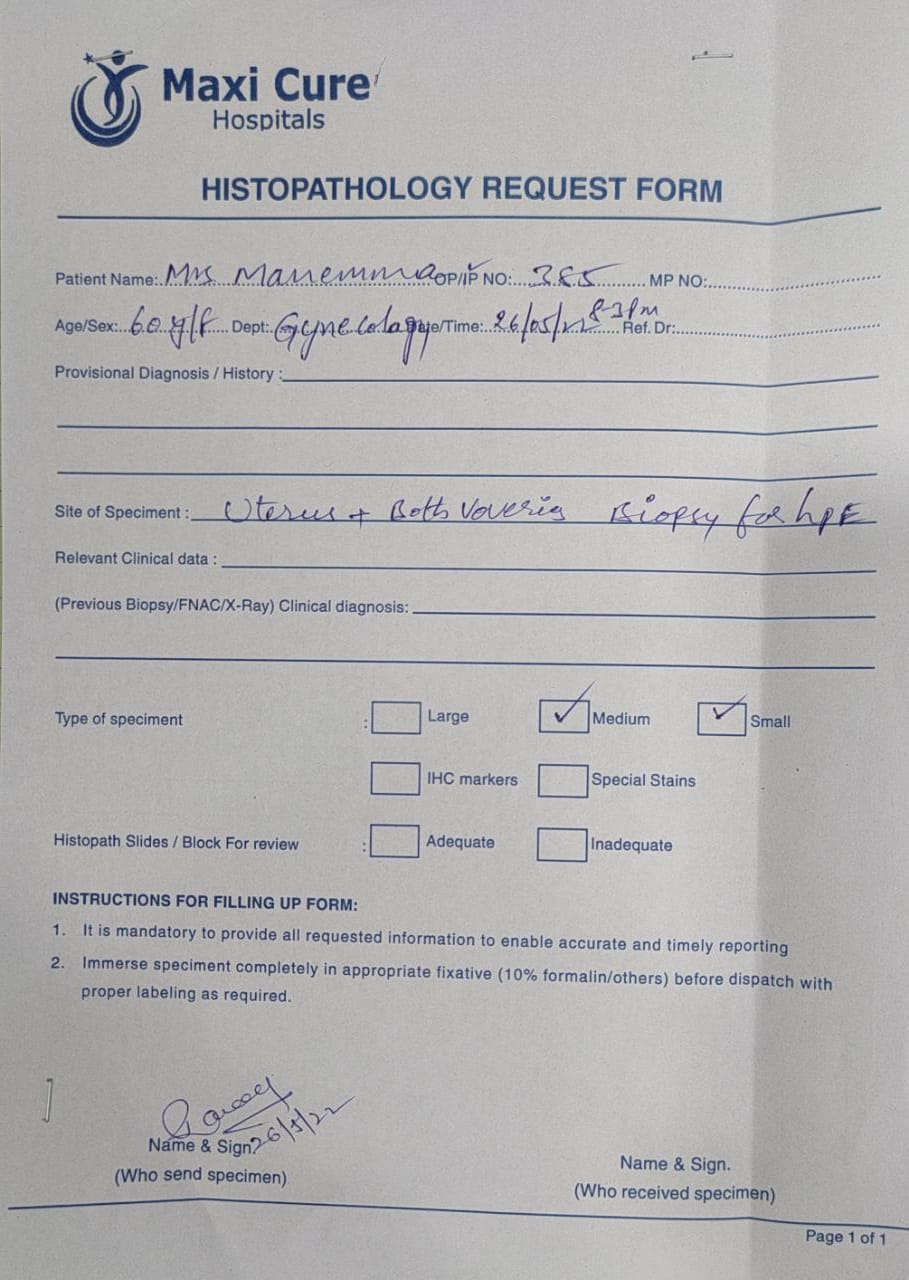 Maxi Cure
Hospitals
HISTOPATHOLOGY REQUEST FORM
Patient Name: Mrs. Manemma OP/IP NO: 385 MP NO:
Age/Sex: 60 y/F Dept: Gynecology Date/Time: 26/05/22 8-31pm Ref. Dr:
Provisional Diagnosis / History :
Site of Speciment : Uterus + Both voveries Biopsy for hpE
Relevant Clinical data :
(Previous Biopsy/FNAC/X-Ray) Clinical diagnosis:
Type of speciment : Large Medium Small
IHC markers Special Stains
Histopath Slides / Block For review : Adequate Inadequate
INSTRUCTIONS FOR FILLING UP FORM:
1. It is mandatory to provide all requested information to enable accurate and timely reporting
2. Immerse speciment completely in appropriate fixative (10% formalin/others) before dispatch with
proper labeling as required.
26/5/22
Name & Sign. Name & Sign.
(Who send specimen) (Who received specimen)
Page 1 of 1